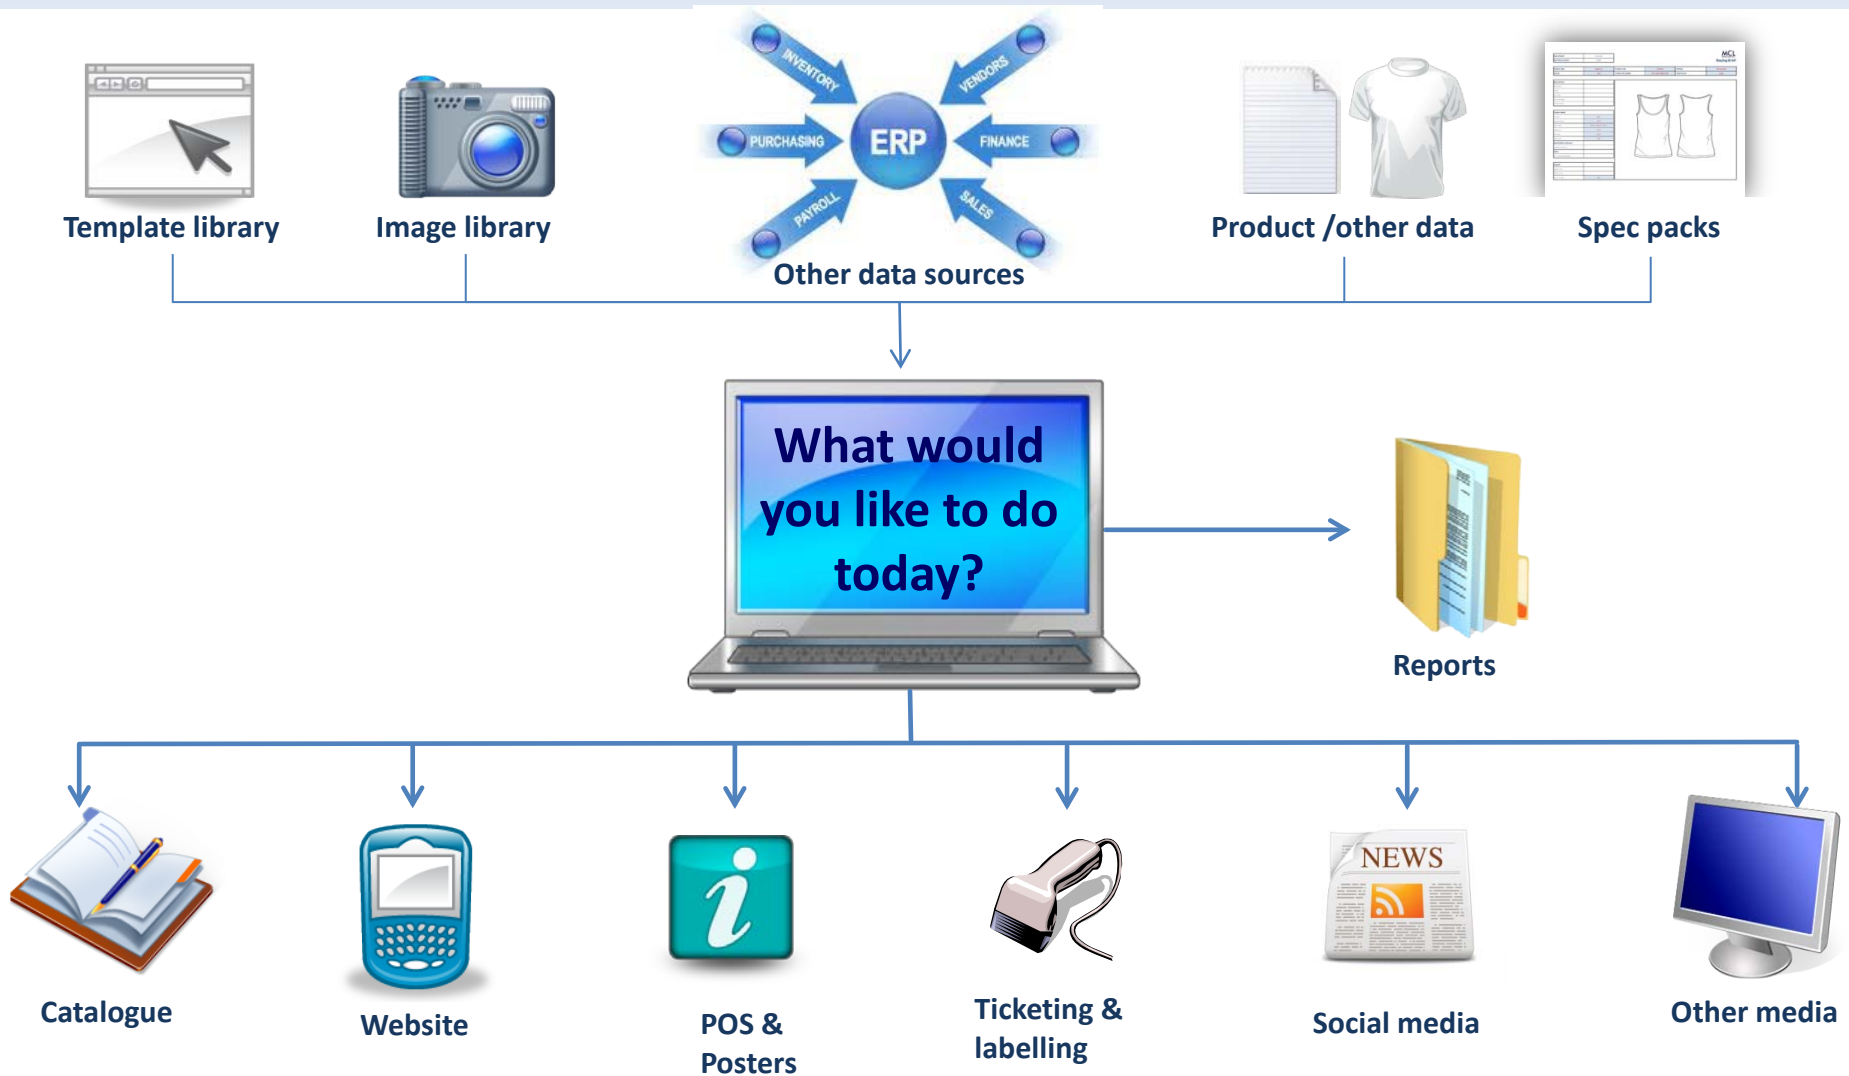 INVENTORY
VENDORS
PURCHASING
ERP
FINANCE
PAYROLL
SALES
MCL
Template library
Image library
Other data sources
Product /other data
Spec packs
What would
you like to do
today?
Reports
NEWS
Catalogue
Website
POS &
Posters
Ticketing &
labelling
Social media
Other media